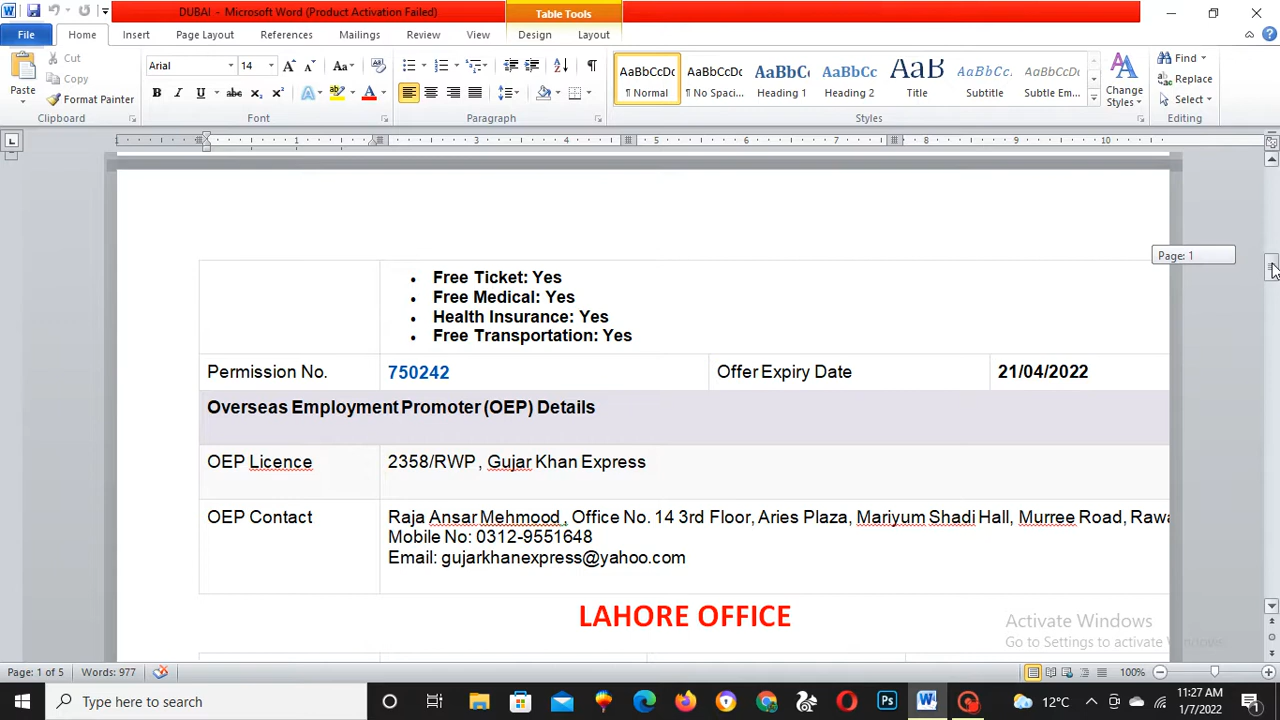 DUBAI - Microsoft Word (Product Activation Failed)
Table Tools
File
Home
Insert
Page Layout
References
Mailings
Review
View
Design
Layout
Paste
Cut
Copy
Format Painter
Clipboard
Arial
14
Font
Paragraph
AaBbCcDc
¶ Normal
AaBbCcDc
¶ No Spaci...
AaBbCc
Heading 1
AaBbCc
Heading 2
AaB
Title
AaBbCc.
Subtitle
AaBbCcDc
Subtle Em...
Change
Styles
Styles
Find
Replace
Select
Editing
Page: 1
Free Ticket: Yes
Free Medical: Yes
Health Insurance: Yes
Free Transportation: Yes
Permission No. 750242 Offer Expiry Date 21/04/2022
Overseas Employment Promoter (OEP) Details
OEP Licence 2358/RWP , Gujar Khan Express
OEP Contact Raja Ansar Mehmood , Office No. 14 3rd Floor, Aries Plaza, Mariyum Shadi Hall, Murree Road, Rawa
Mobile No: 0312-9551648
Email: gujarkhanexpress@yahoo.com
LAHORE OFFICE
Activate Windows
Go to Settings to activate Windows.
Page: 1 of 5
Words: 977
100%
Type here to search
12°C
11:27 AM
1/7/2022